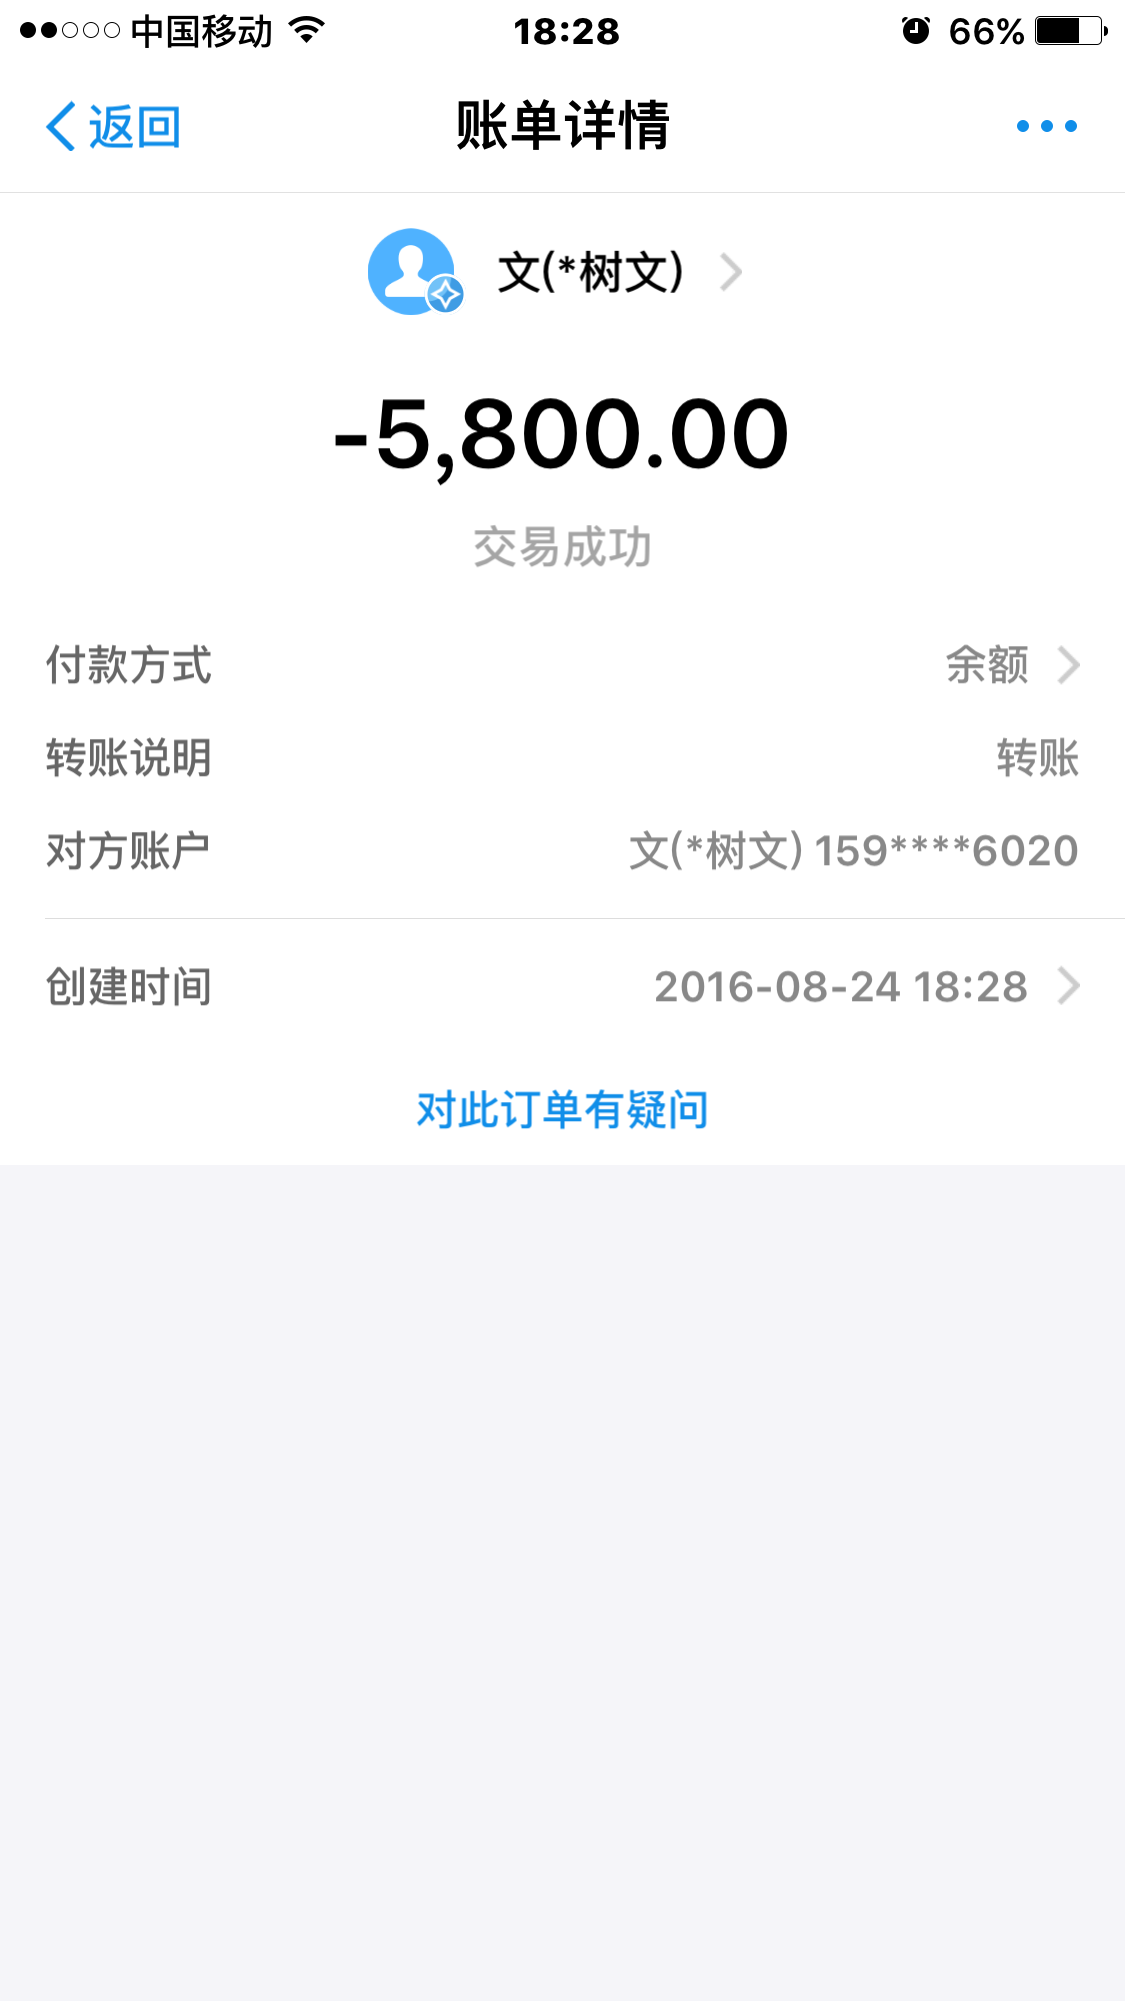 中国移动 18:28 66%
返回 账单详情
文(*树文)
-5,800.00
交易成功
付款方式 余额
转账说明 转账
对方账户 文(*树文) 159****6020
创建时间 2016-08-24 18:28
对此订单有疑问